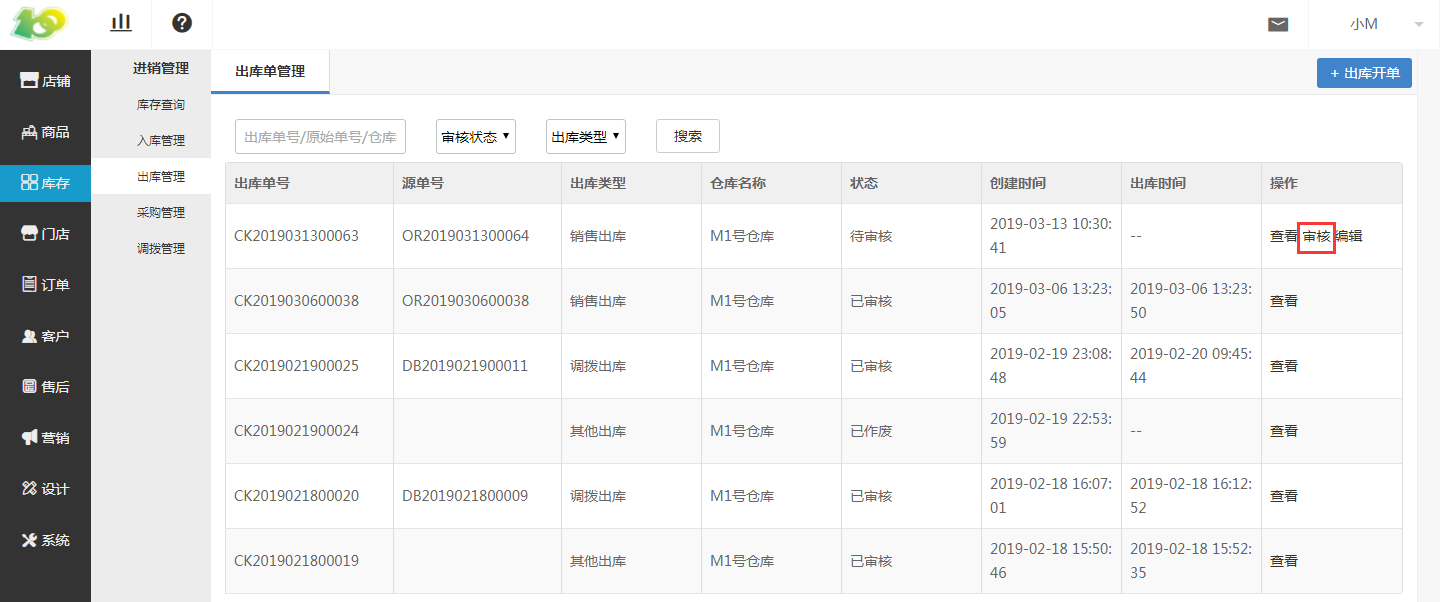 小M
店铺
商品
库存
门店
订单
客户
售后
营销
设计
系统
进销管理
库存查询
入库管理
出库管理
采购管理
调拨管理
出库单管理
+ 出库开单
出库单号/原始单号/仓库
审核状态
出库类型
搜索
出库单号 源单号 出库类型 仓库名称 状态 创建时间 出库时间 操作
CK2019031300063 OR2019031300064 销售出库 M1号仓库 待审核 2019-03-13 10:30:
41 -- 查看 审核 编辑
CK2019030600038 OR2019030600038 销售出库 M1号仓库 已审核 2019-03-06 13:23:
05 2019-03-06 13:23:
50 查看
CK2019021900025 DB2019021900011 调拨出库 M1号仓库 已审核 2019-02-19 23:08:
48 2019-02-20 09:45:
44 查看
CK2019021900024 其他出库 M1号仓库 已作废 2019-02-19 22:53:
59 -- 查看
CK2019021800020 DB2019021800009 调拨出库 M1号仓库 已审核 2019-02-18 16:07:
01 2019-02-18 16:12:
52 查看
CK2019021800019 其他出库 M1号仓库 已审核 2019-02-18 15:50:
46 2019-02-18 15:52:
35 查看